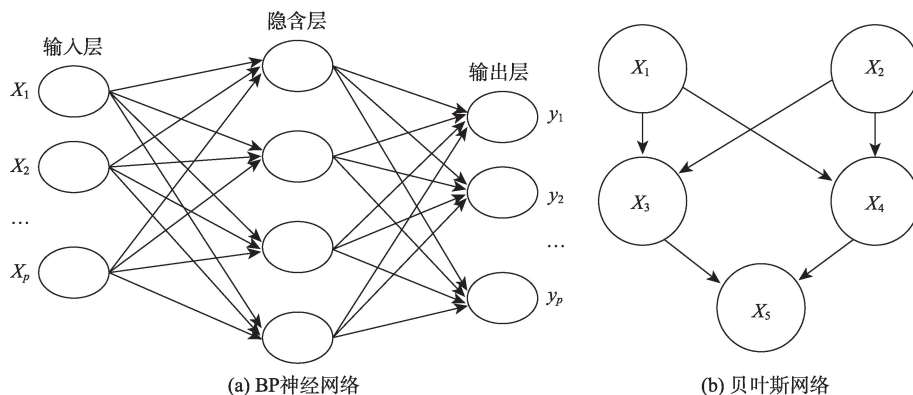 输入层
隐含层
输出层
X1
X2
…
Xp
y1
y2
…
yp
(a) BP神经网络
X1
X2
X3
X4
X5
(b) 贝叶斯网络